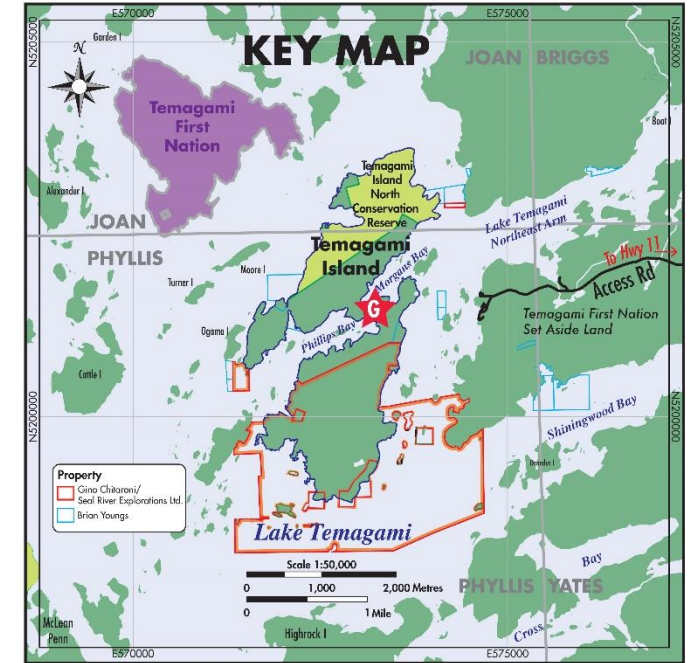 E570000
E575000
N5205000
N5205000
Garden I
N
KEY MAP
JOAN
BRIGGS
Temagami
First
Nation
Boat I
Temagami
Island
North
Conservation
Reserve
Alexander I
JOAN
PHYLLIS
Lake Temagami
Northeast Arm
Temagami
Island
Morgans Bay
To Hwy 11
Access Rd
Moore I
Turner I
G
Temagami First Nation
Set Aside Land
Phillips Bay
Ogama I
Cattle I
N5200000
N5200000
Shiningwood Bay
Property
Gino Chitaroni/
Seal River Explorations Ltd.
Brian Youngs
Lake Temagami
Scale 1:50,000
0
1,000
2,000 Metres
0
1 Mile
Bay
PHYLLIS
YATES
McLean
Penn
Highrock I
Cross
E570000
E575000